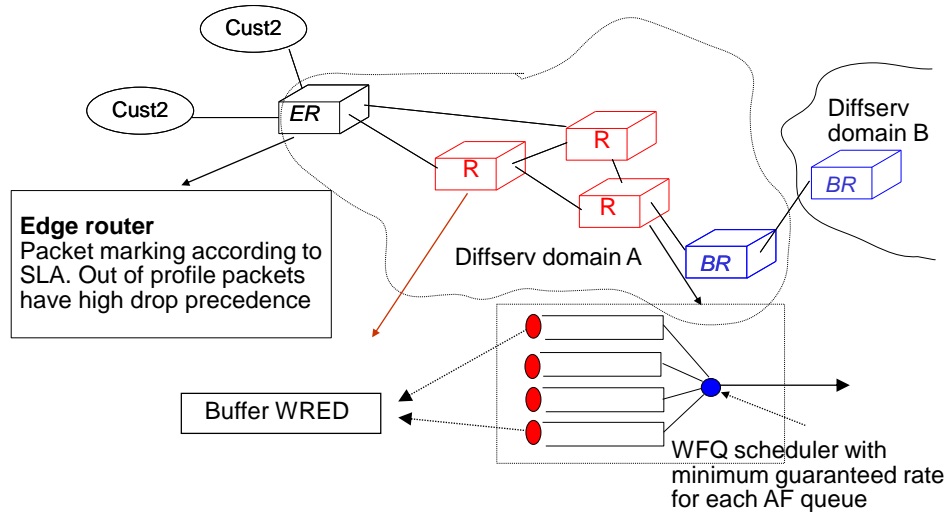 Cust2
Cust2
ER
R
R
R
BR
Diffserv
domain B
BR
Edge router
Packet marking according to
SLA. Out of profile packets
have high drop precedence
Diffserv domain A
Buffer WRED
WFQ scheduler with
minimum guaranteed rate
for each AF queue